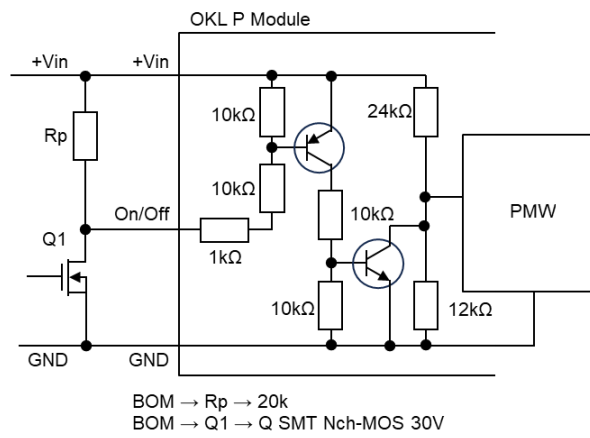 OKL P Module
+Vin
+Vin
10kΩ
24kΩ
Rp
10kΩ
10kΩ
PMW
On/Off
Q1
1kΩ
10kΩ
12kΩ
GND
GND
BOM → Rp → 20k
BOM → Q1 → Q SMT Nch-MOS 30V